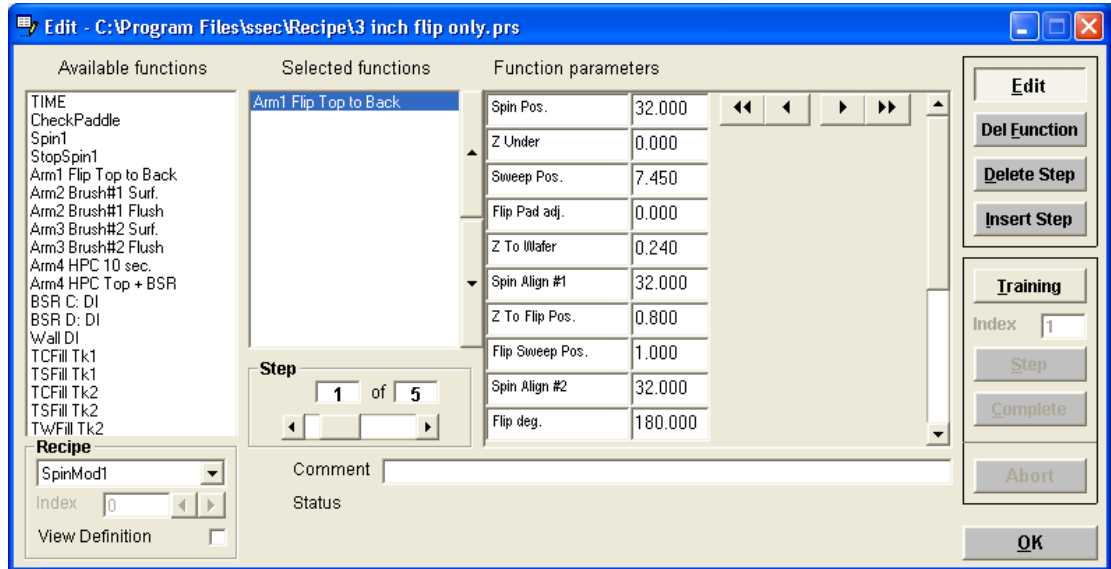 Edit - C:\Program Files\ssec\Recipe\3 inch flip only.prs
Available functions
Selected functions
Function parameters
TIME
CheckPaddle
Spin1
StopSpin1
Arm1 Flip Top to Back
Arm2 Brush#1 Surf.
Arm2 Brush#1 Flush
Arm3 Brush#2 Surf.
Arm3 Brush#2 Flush
Arm4 HPC 10 sec.
Arm4 HPC Top + BSR
BSR C: DI
BSR D: DI
Wall DI
TCFill Tk1
TSFill Tk1
TCFill Tk2
TSFill Tk2
TWFill Tk2
Recipe
SpinMod1
Index 0
View Definition
Arm1 Flip Top to Back
Step
1 of 5
Spin Pos. 32.000
Z Under 0.000
Sweep Pos. 7.450
Flip Pad adj. 0.000
Z To Wafer 0.240
Spin Align #1 32.000
Z To Flip Pos. 0.800
Flip Sweep Pos. 1.000
Spin Align #2 32.000
Flip deg. 180.000
Comment
Status
Edit
Del Function
Delete Step
Insert Step
Training
Index 1
Step
Complete
Abort
OK